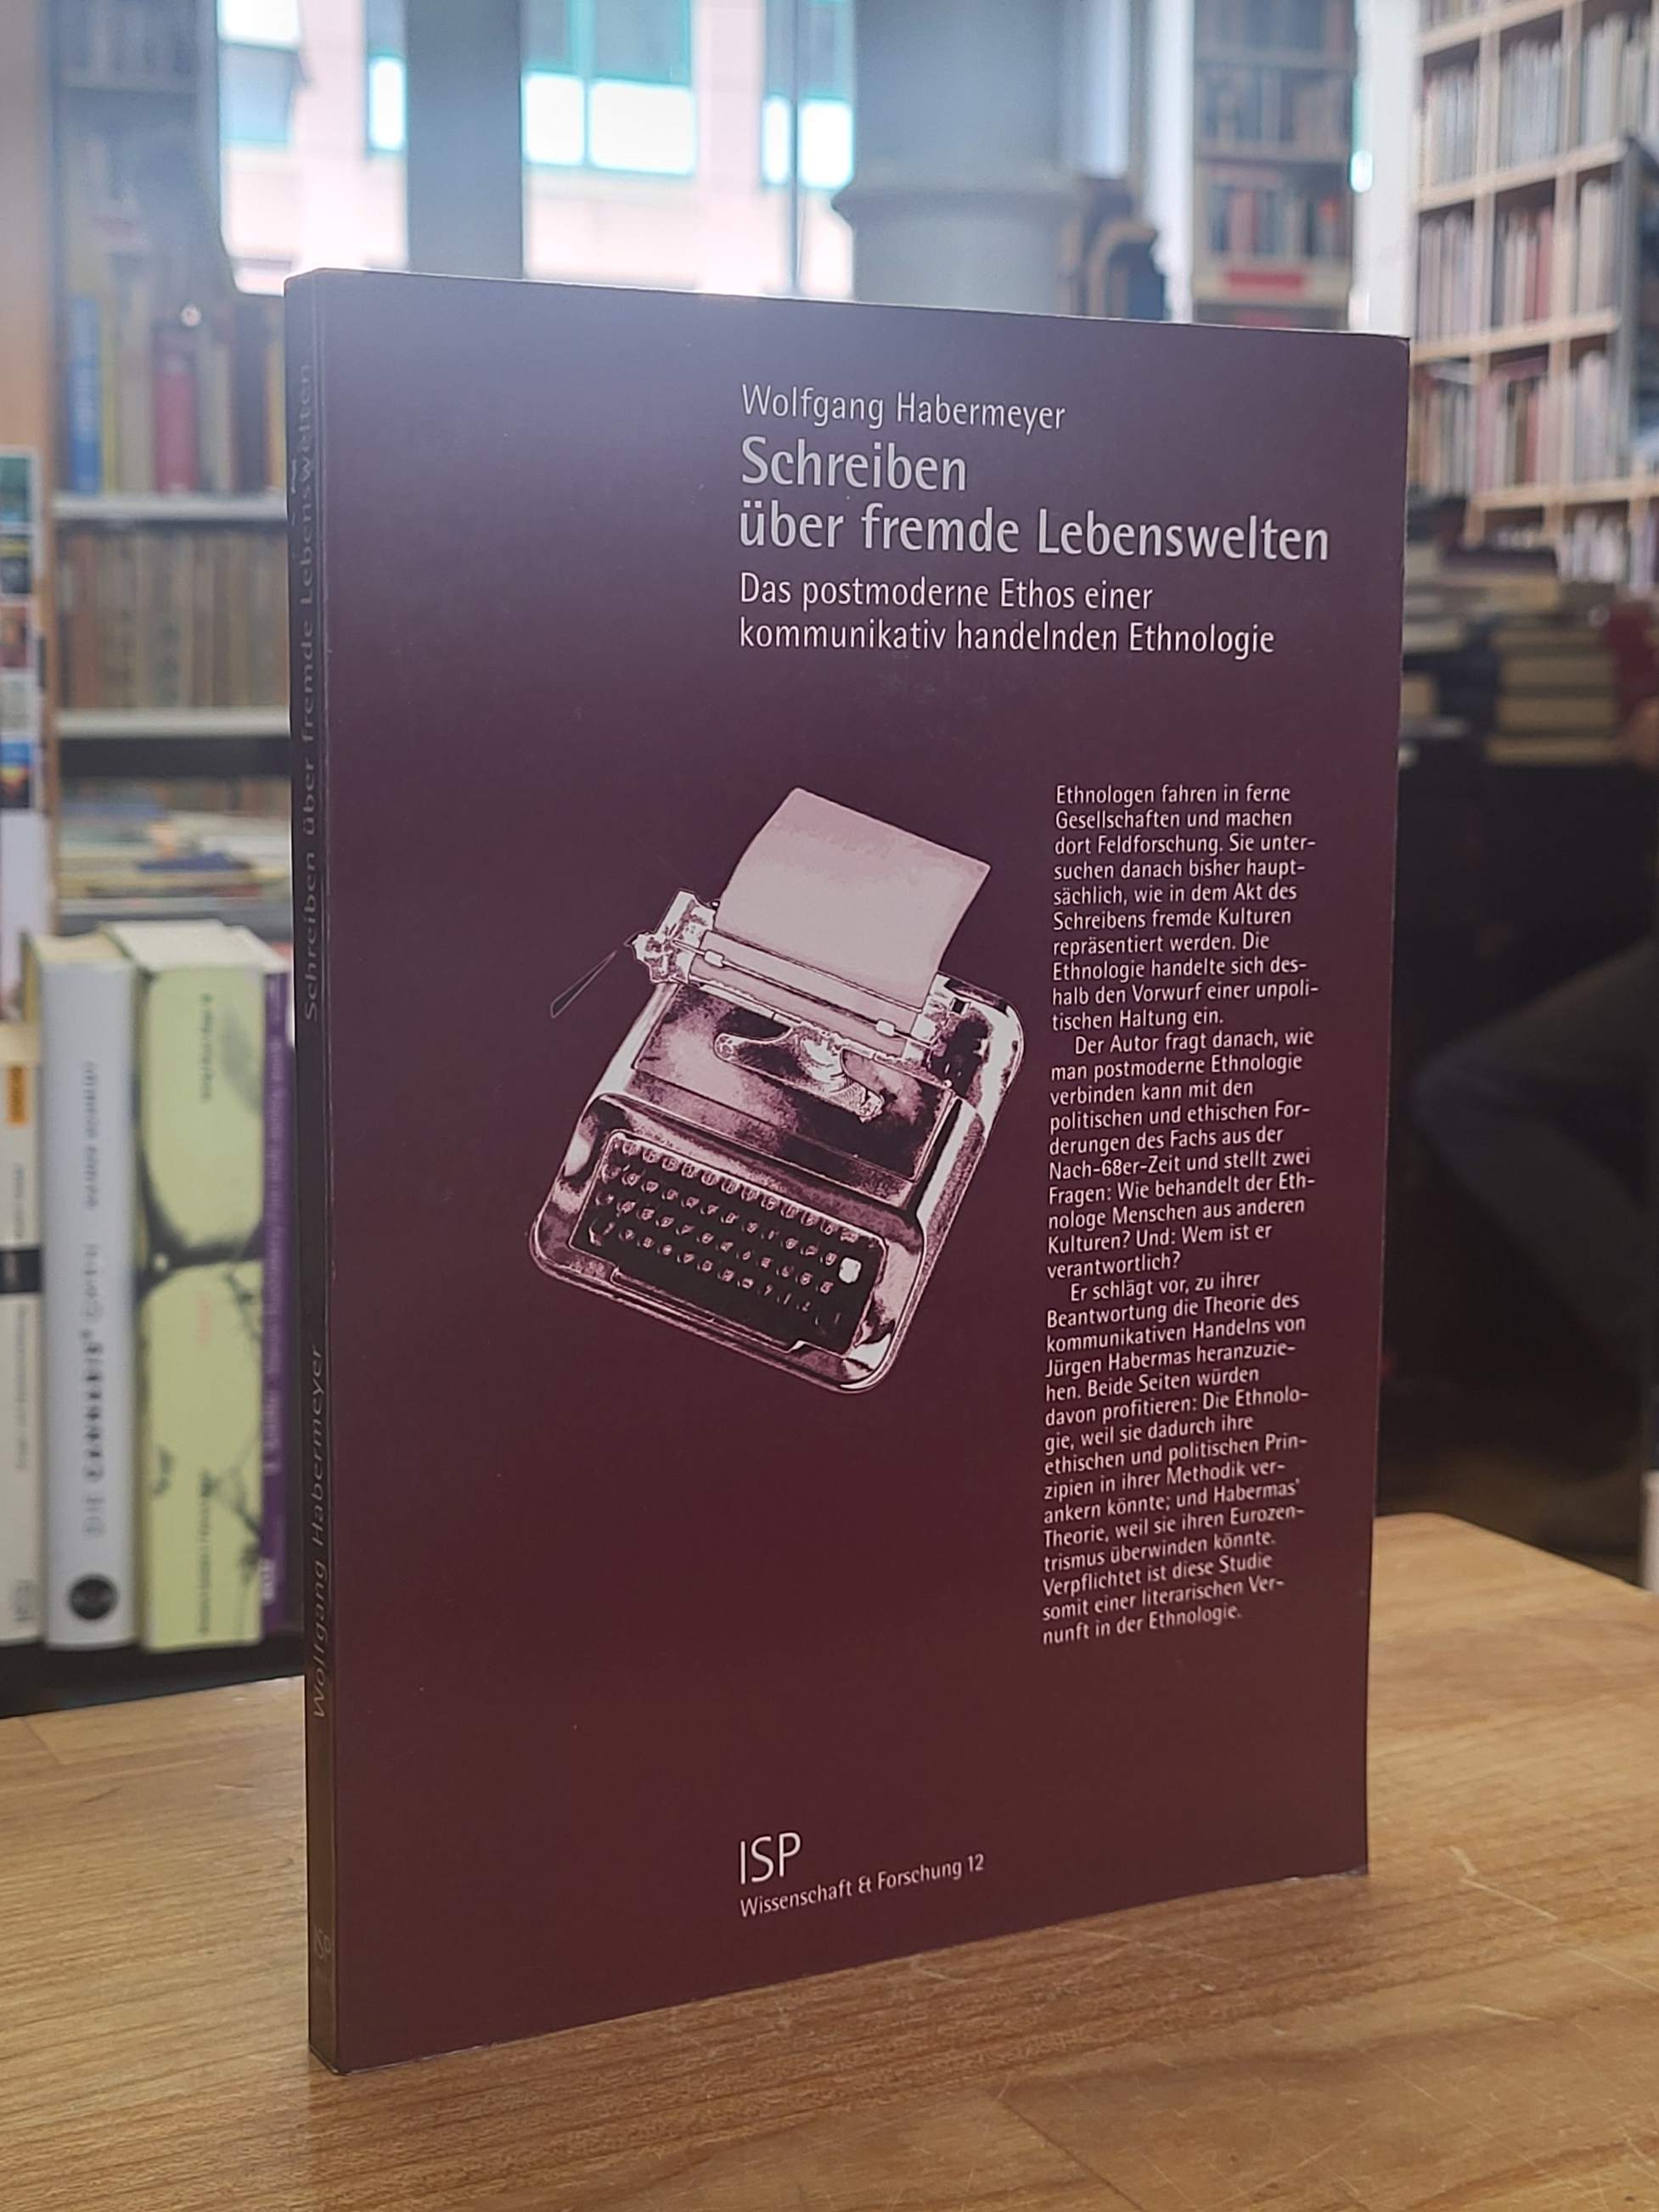 Wolfgang Habermeyer
Schreiben
über fremde Lebenswelten
Das postmoderne Ethos einer
kommunikativ handelnden Ethnologie
Ethnologen fahren in ferne
Gesellschaften und machen
dort Feldforschung. Sie unter-
suchen danach bisher haupt-
sächlich, wie in dem Akt des
Schreibens fremde Kulturen
repräsentiert werden. Die
Ethnologie handelte sich des-
halb den Vorwurf einer unpoli-
tischen Haltung ein.
Der Autor fragt danach, wie
man postmoderne Ethnologie
verbinden kann mit den
politischen und ethischen For-
derungen des Fachs aus der
Nach-68er-Zeit und stellt zwei
Fragen: Wie behandelt der Eth-
nologe Menschen aus anderen
Kulturen? Und: Wem ist er
verantwortlich?
Er schlägt vor, zu ihrer
Beantwortung die Theorie des
kommunikativen Handelns von
Jürgen Habermas heranzuzie-
hen. Beide Seiten würden
davon profitieren: Die Ethnolo-
gie, weil sie dadurch ihre
ethischen und politischen Prin-
zipien in ihrer Methodik ver-
ankern könnte; und Habermas'
Theorie, weil sie ihren Eurozen-
trismus überwinden könnte.
Verpflichtet ist diese Studie
somit einer literarischen Ver-
nunft in der Ethnologie.
ISP
Wissenschaft & Forschung 12
Wolfgang Habermeyer Schreiben über fremde Lebenswelten
ISP